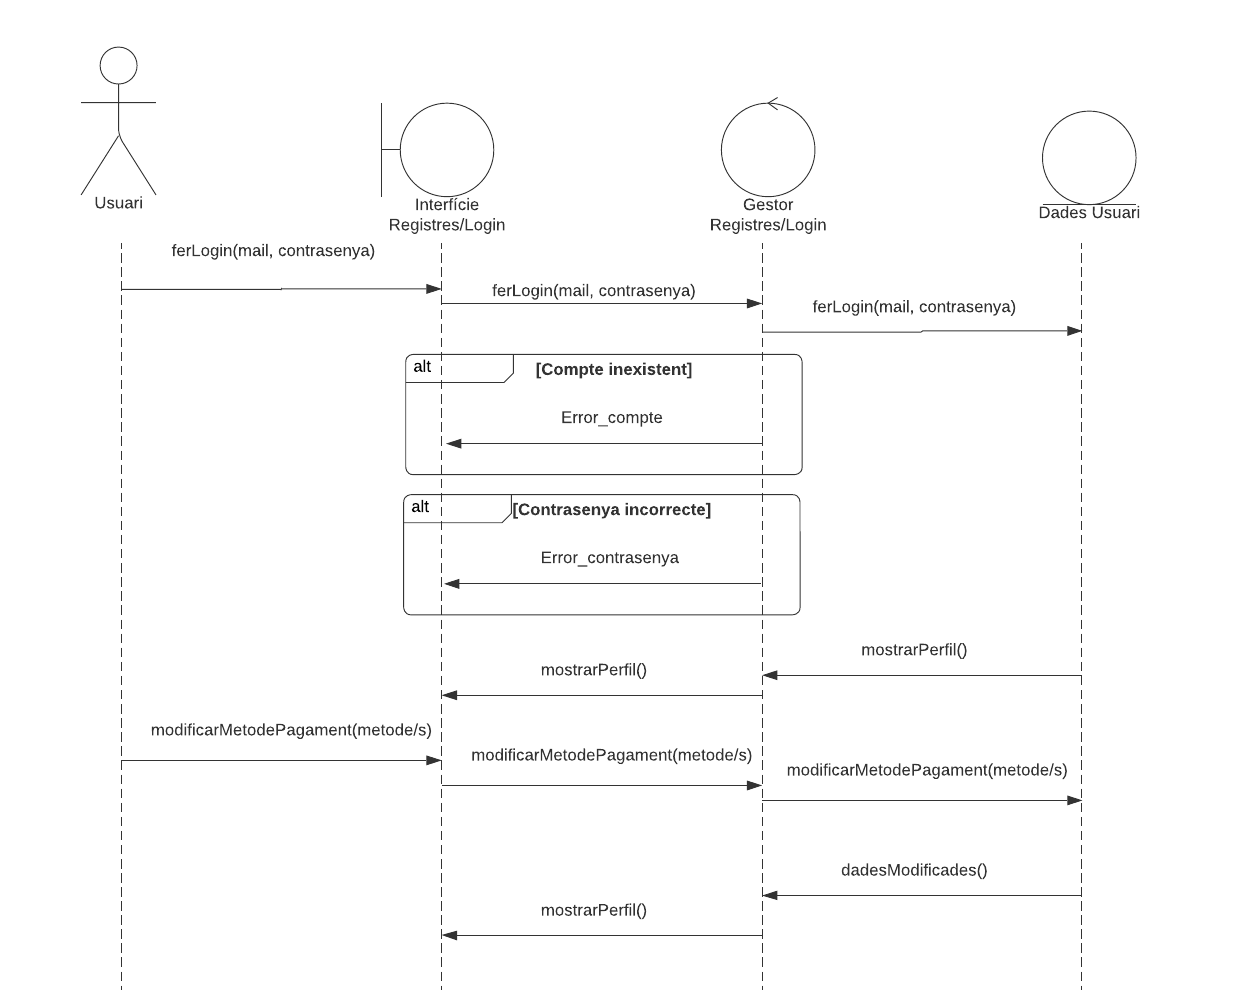 Usuari
Interfície
Registres/Login
Gestor
Registres/Login
Dades Usuari
ferLogin(mail, contrasenya)
ferLogin(mail, contrasenya)
ferLogin(mail, contrasenya)
alt
[Compte inexistent]
Error_compte
alt
[Contrasenya incorrecte]
Error_contrasenya
mostrarPerfil()
mostrarPerfil()
modificarMetodePagament(metode/s)
modificarMetodePagament(metode/s)
modificarMetodePagament(metode/s)
dadesModificades()
mostrarPerfil()